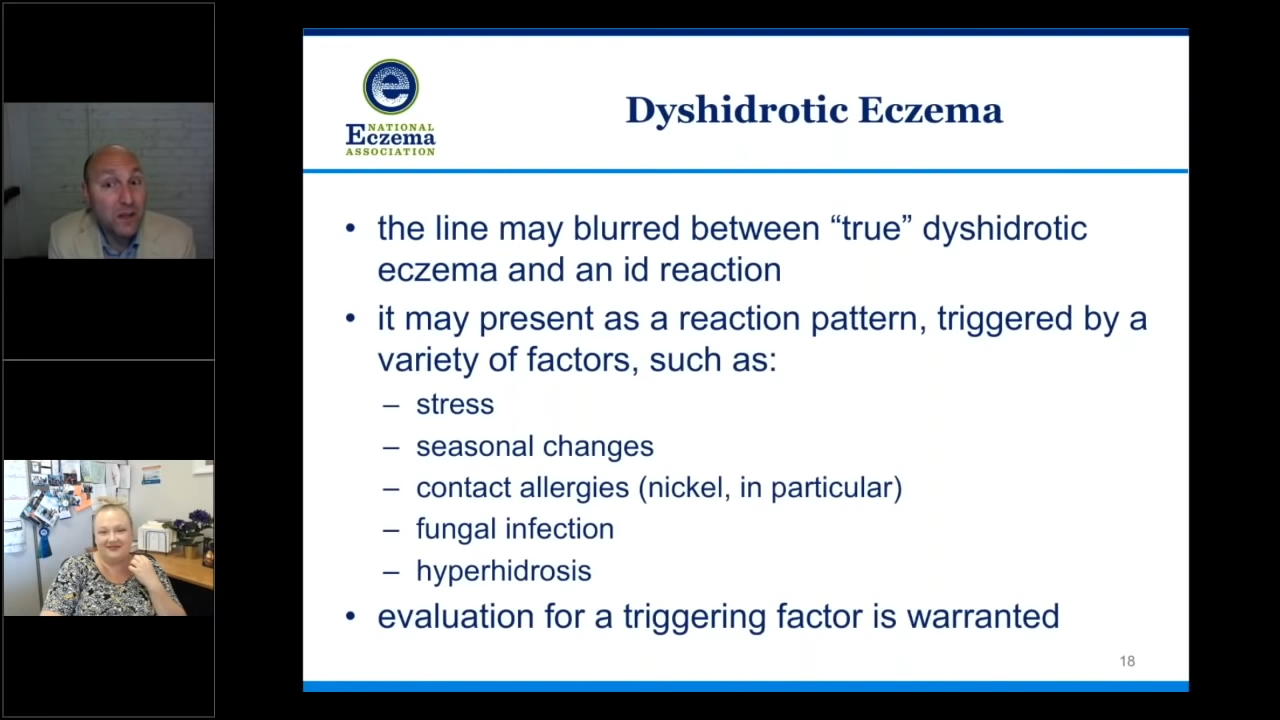 NATIONAL
Eczema
ASSOCIATION
Dyshidrotic Eczema
• the line may blurred between “true” dyshidrotic
eczema and an id reaction
• it may present as a reaction pattern, triggered by a
variety of factors, such as:
– stress
– seasonal changes
– contact allergies (nickel, in particular)
– fungal infection
– hyperhidrosis
• evaluation for a triggering factor is warranted
18